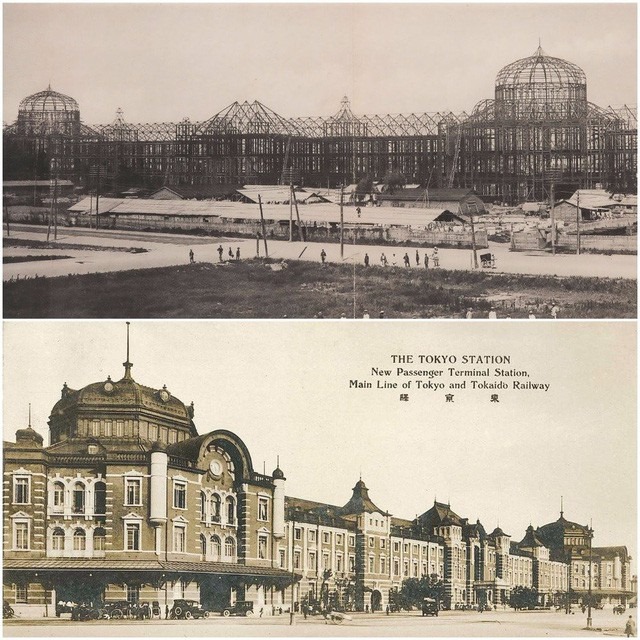 THE TOKYO STATION
New Passenger Terminal Station,
Main Line of Tokyo and Tokaido Railway
東京驛